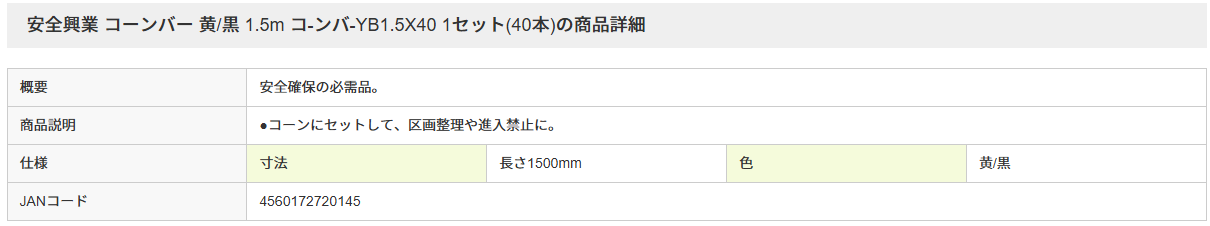 安全興業 コーンバー 黄/黒 1.5m コ-ンバ-YB1.5X40 1セット(40本)の商品詳細
概要 安全確保の必需品。
商品説明 ●コーンにセットして、区画整理や進入禁止に。
仕様 寸法 長さ1500mm 色 黄/黒
JANコード 4560172720145